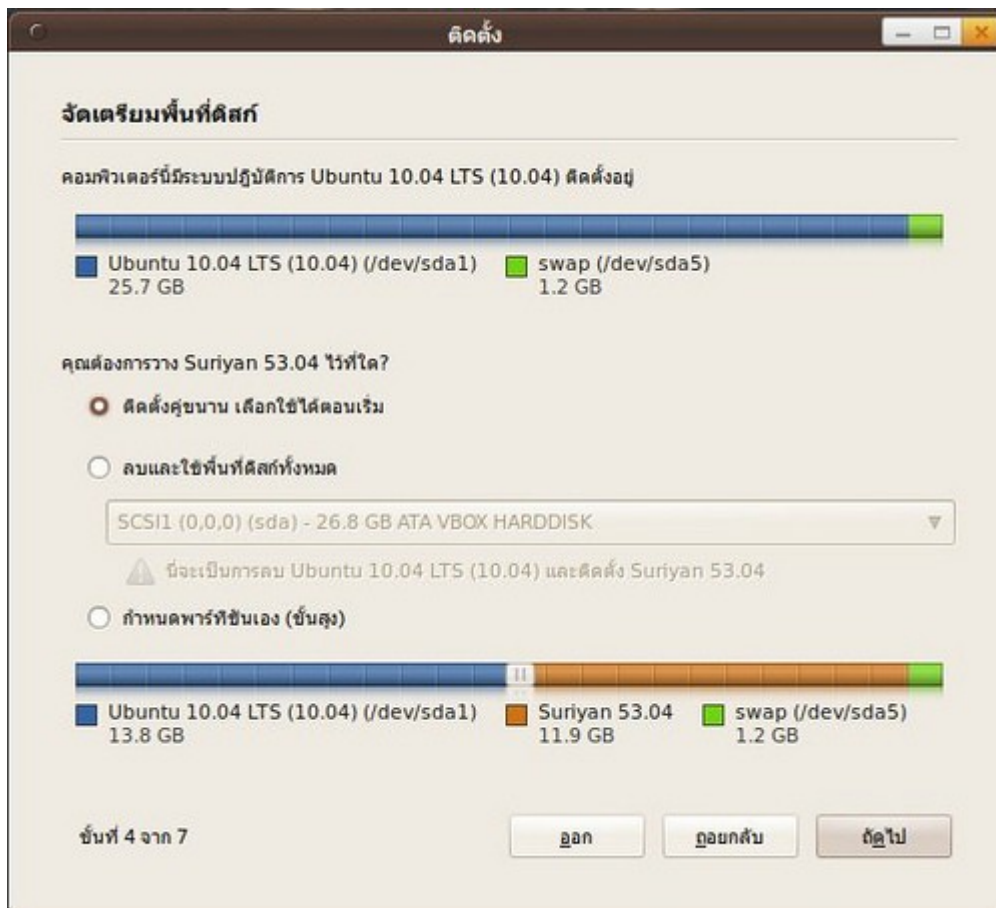 ติดตั้ง
จัดเตรียมพื้นที่ดิสก์
คอมพิวเตอร์นี้มีระบบปฏิบัติการ Ubuntu 10.04 LTS (10.04) ติดตั้งอยู่
Ubuntu 10.04 LTS (10.04) (/dev/sda1) swap (/dev/sda5)
25.7 GB 1.2 GB
คุณต้องการวาง Suriyan 53.04 ไว้ที่ใด?
ติดตั้งคู่ขนาน เลือกใช้ได้ตอนเริ่ม
ลบและใช้พื้นที่ดิสก์ทั้งหมด
SCSI1 (0,0,0) (sda) - 26.8 GB ATA VBOX HARDDISK
นี่จะเป็นการลบ Ubuntu 10.04 LTS (10.04) และติดตั้ง Suriyan 53.04
กำหนดพาร์ทิชันเอง (ขั้นสูง)
Ubuntu 10.04 LTS (10.04) (/dev/sda1) Suriyan 53.04 swap (/dev/sda5)
13.8 GB 11.9 GB 1.2 GB
ขั้นที่ 4 จาก 7 ออก ถอยกลับ ถัดไป